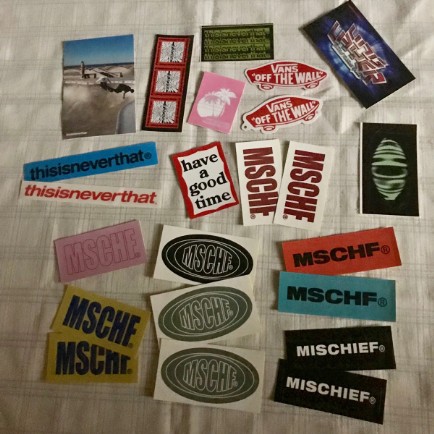 VANS
"OFF THE WALL"
VANS
"OFF THE WALL"
thisisneverthat®
thisisneverthat
have
a good
time
MSCHF
MSCHF
MSCHF
MSCHF®
MSCHF®
MSCHF®
MSCHF
MSCHF
MSCHF®
MSCHF®
MISCHIEF®
MISCHIEF®